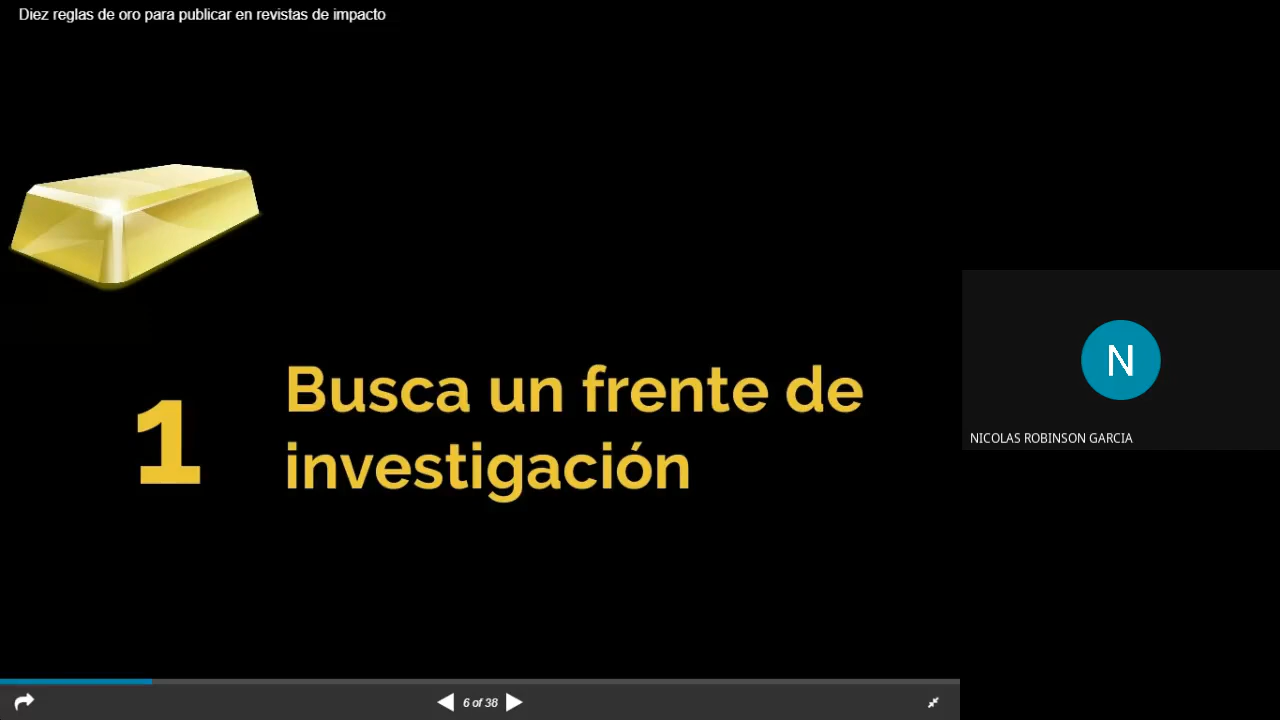 Diez reglas de oro para publicar en revistas de impacto
1
Busca un frente de
investigación
N
NICOLAS ROBINSON GARCIA
6 of 38